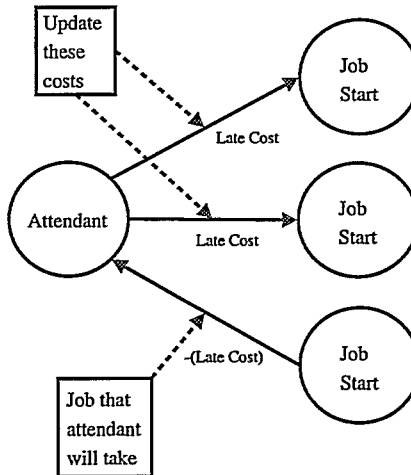 Update
these
costs
Job
Start
Late Cost
Attendant
Job
Start
Late Cost
-(Late Cost)
Job
Start
Job that
attendant
will take